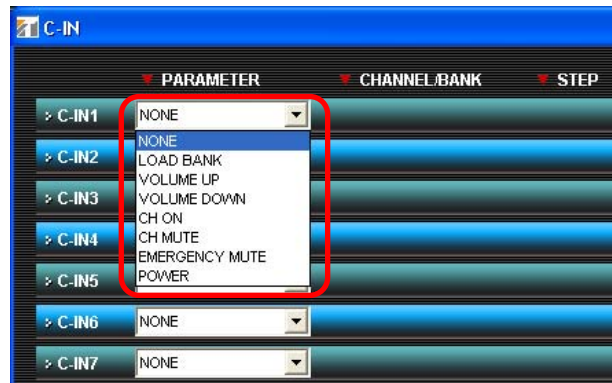 C-IN
PARAMETER CHANNEL/BANK STEP
C-IN1 NONE
NONE
C-IN2 LOAD BANK
VOLUME UP
C-IN3 VOLUME DOWN
CH ON
C-IN4 CH MUTE
EMERGENCY MUTE
C-IN5 POWER
C-IN6 NONE
C-IN7 NONE